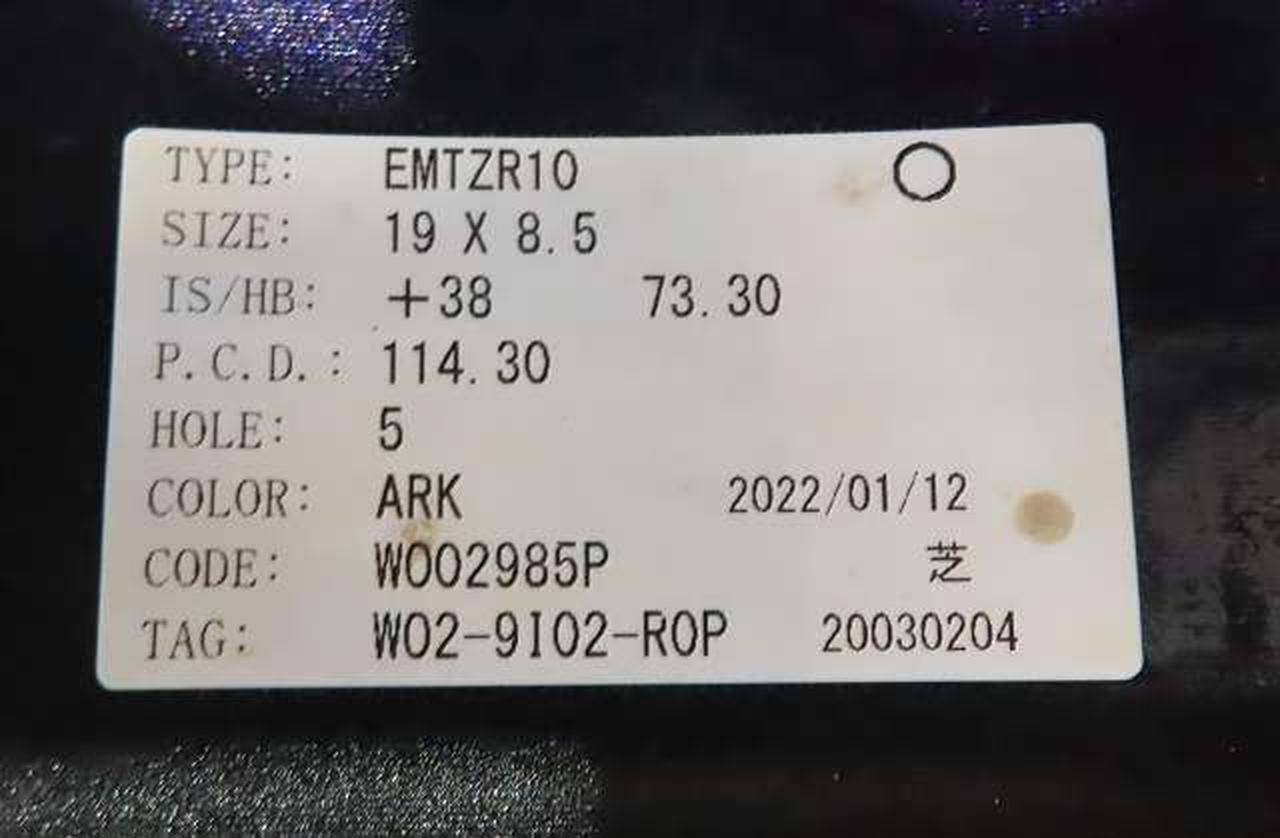 TYPE: EMTZR10 ○
SIZE: 19 X 8.5
IS/HB: +38 73.30
P.C.D.: 114.30
HOLE: 5
COLOR: ARK 2022/01/12
CODE: W002985P 芝
TAG: W02-9I02-R0P 20030204